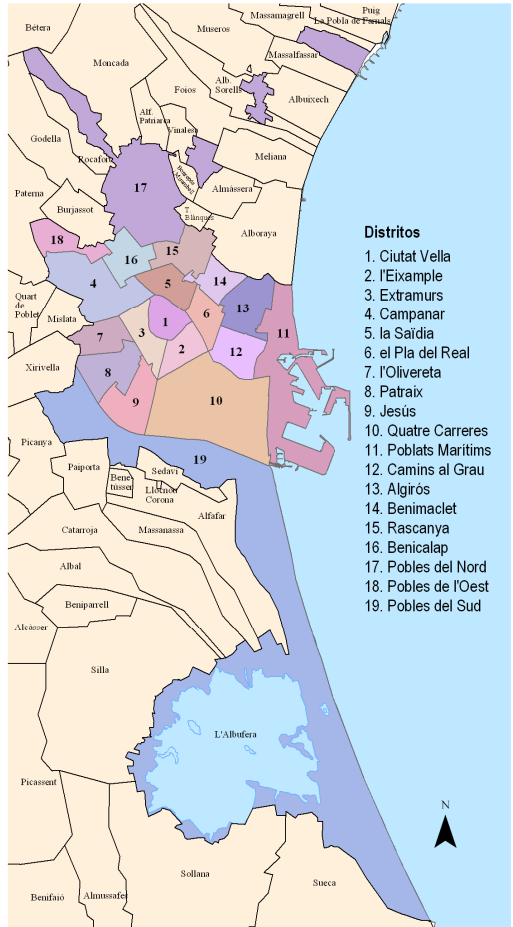 Puig
Massamagrell
La Pobla de Farnals
Bétera
Museros
Massalfassar
Moncada
Alb.
Sorells
Foios
Albuixech
Alf.
Patriarca
Vinalesa
Godella
Rocafort
Meliana
Almàssera
Paterna
17
Burjassot
T.
Blanques
Alboraya
18
16
15
4
5
14
Quart
de
Poblet
Mislata
13
1
6
11
7
3
2
12
Xirivella
8
9
10
Picanya
19
Paiporta
Sedaví
Bene-
tússer
Corona
Alfafar
Catarroja
Massanassa
Albal
Beniparrell
Alcàsser
Silla
L'Albufera
Picassent
Sollana
Sueca
Benifaió
Almussafes
N
Distritos
1. Ciutat Vella
2. l'Eixample
3. Extramurs
4. Campanar
5. la Saïdia
6. el Pla del Real
7. l'Olivereta
8. Patraix
9. Jesús
10. Quatre Carreres
11. Poblats Marítims
12. Camins al Grau
13. Algirós
14. Benimaclet
15. Rascanya
16. Benicalap
17. Pobles del Nord
18. Pobles de l'Oest
19. Pobles del Sud